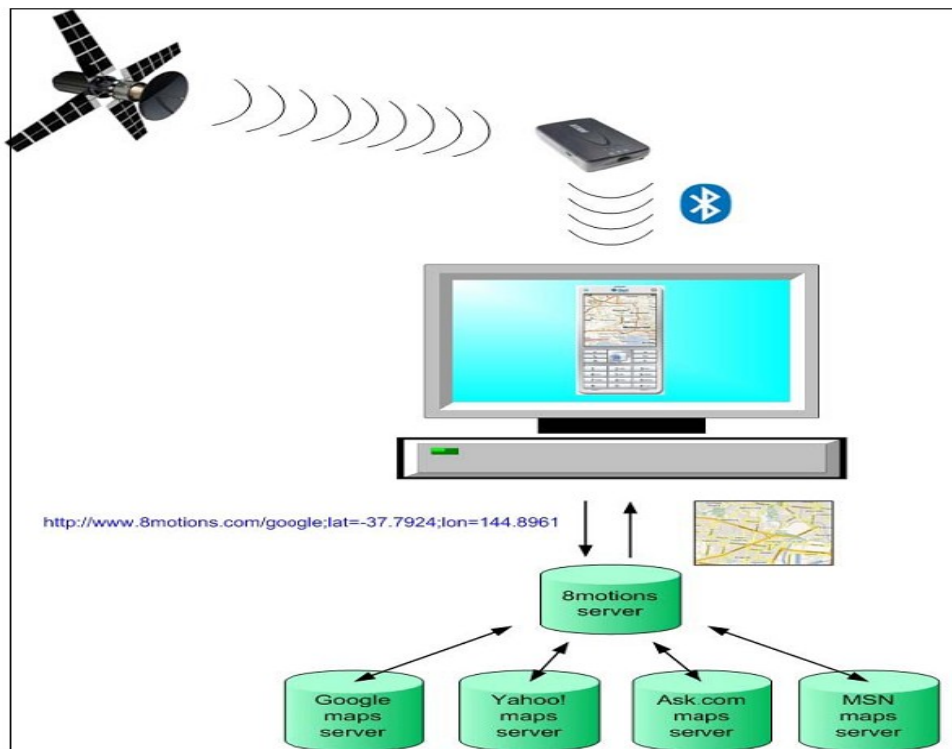 http://www.8motions.com/google;lat=-37.7924;lon=144.8961
8motions
server
Google
maps
server
Yahoo!
maps
server
Ask.com
maps
server
MSN
maps
server